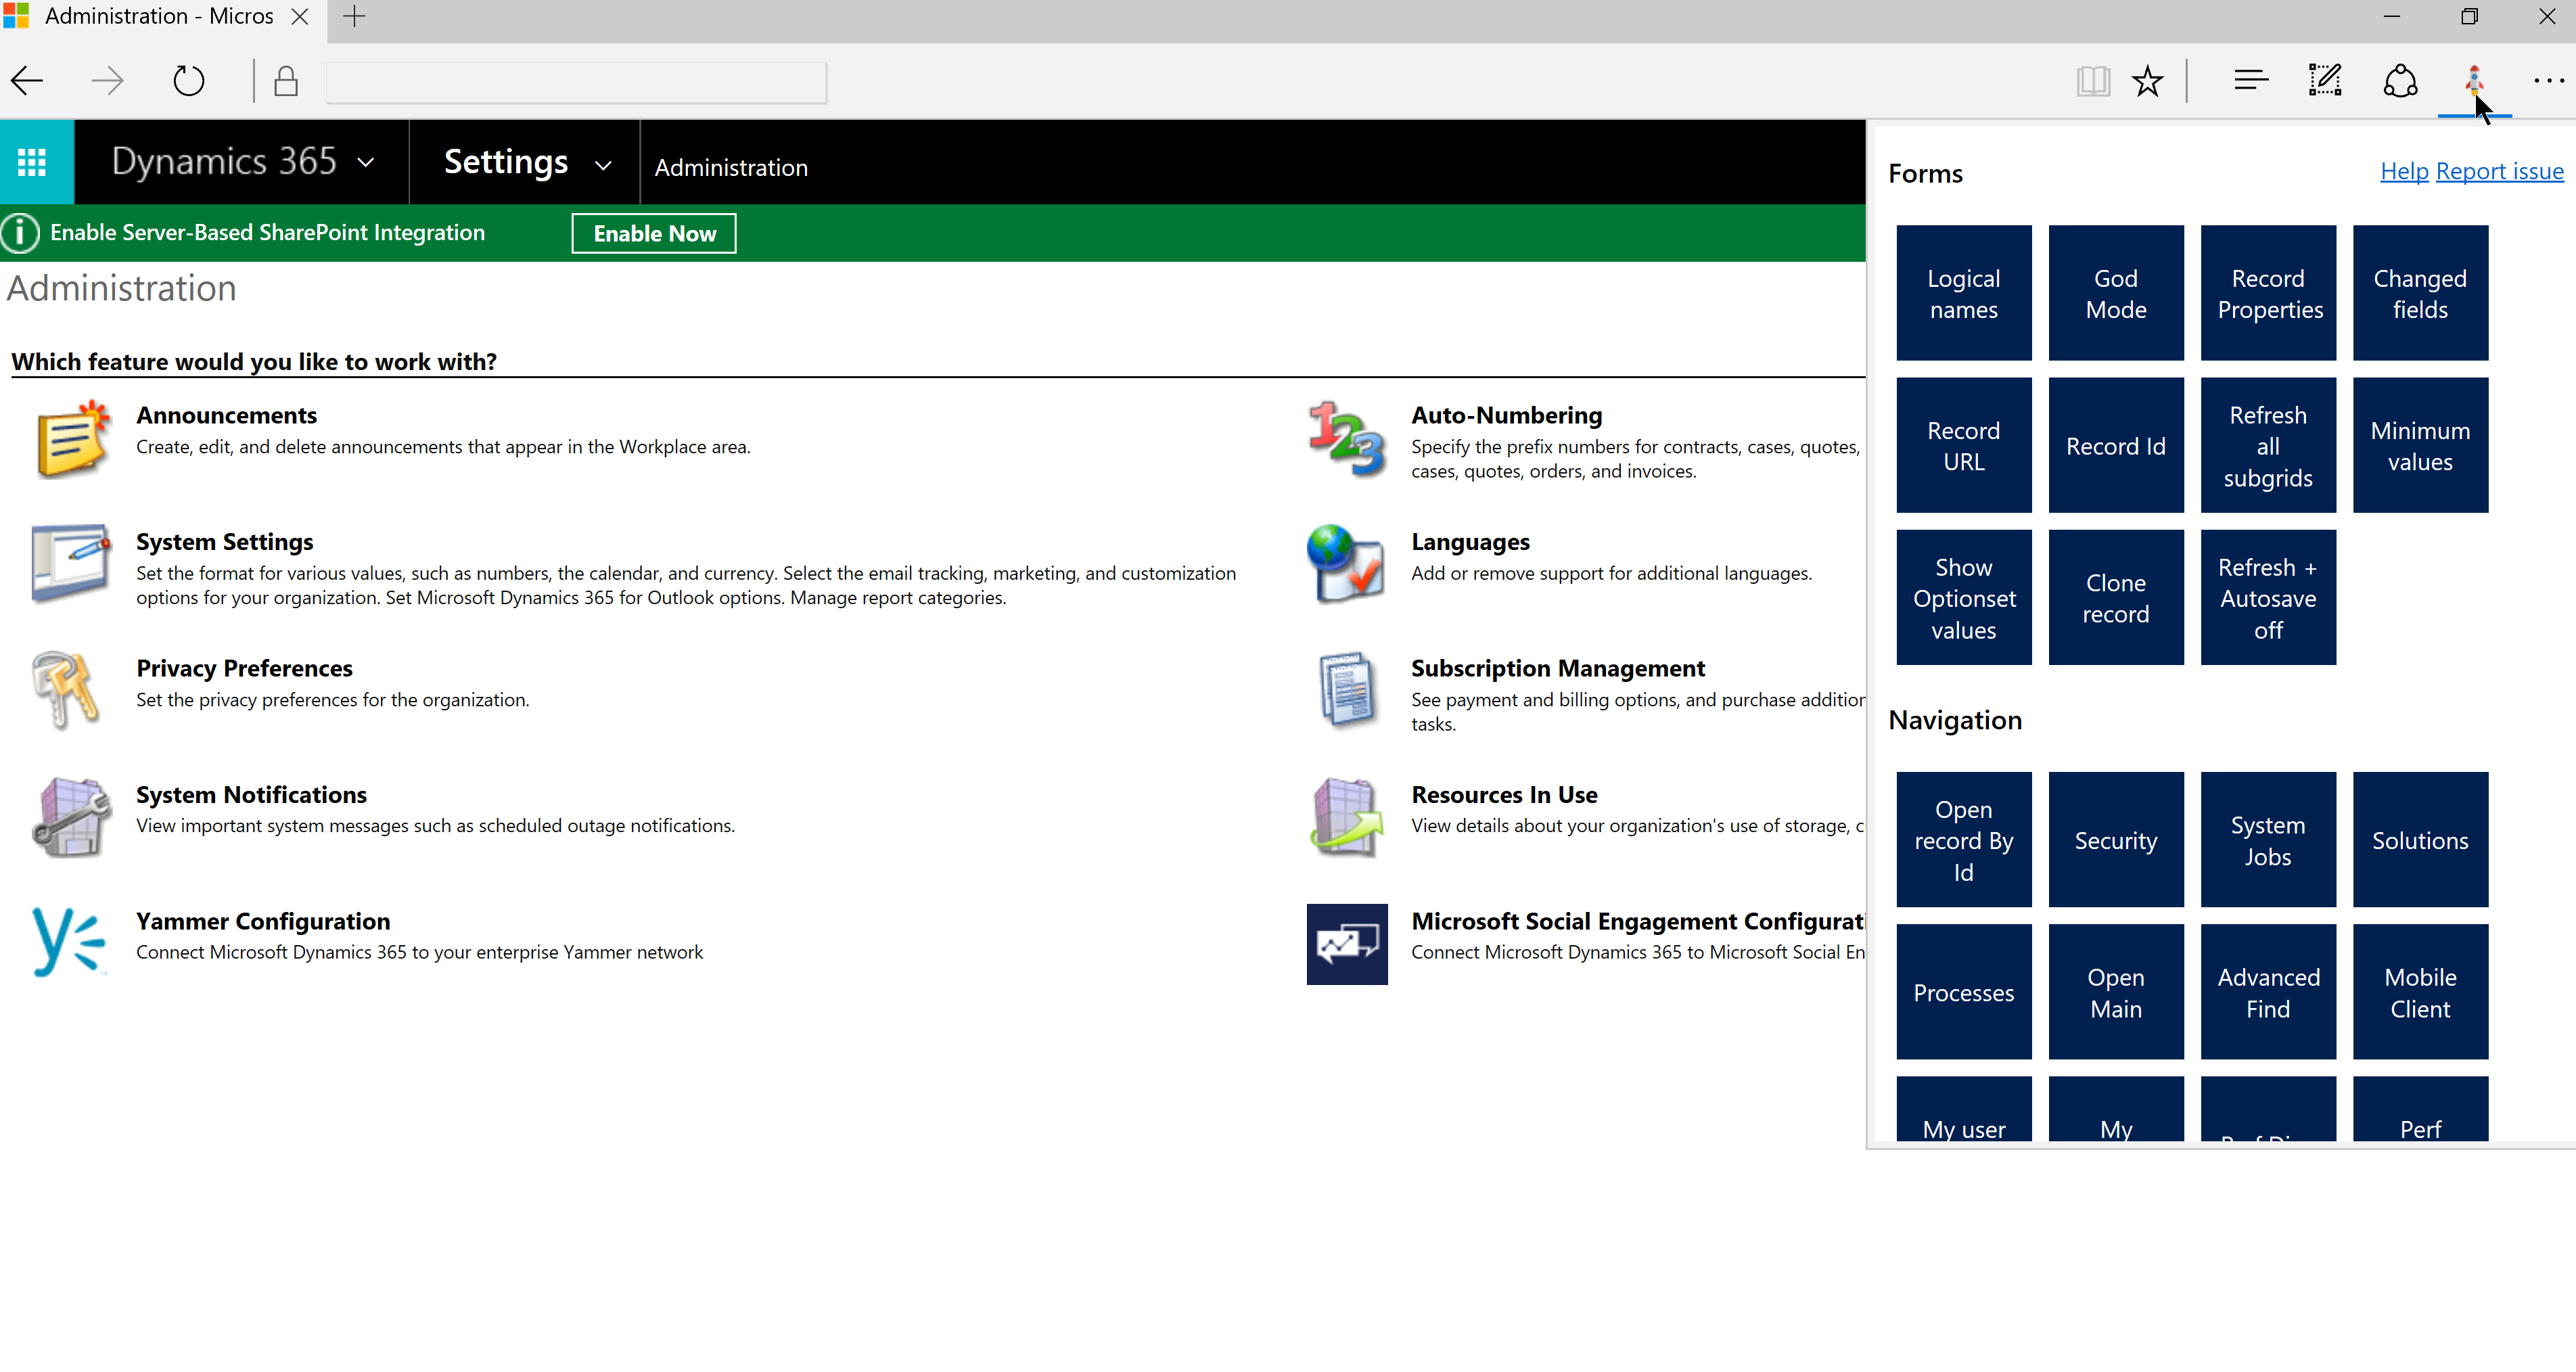 Administration - Micros
Dynamics 365
Settings
Administration
Enable Server-Based SharePoint Integration
Enable Now
Administration
Which feature would you like to work with?
Announcements
Create, edit, and delete announcements that appear in the Workplace area.
Auto-Numbering
Specify the prefix numbers for contracts, cases, quotes,
cases, quotes, orders, and invoices.
System Settings
Set the format for various values, such as numbers, the calendar, and currency. Select the email tracking, marketing, and customization
options for your organization. Set Microsoft Dynamics 365 for Outlook options. Manage report categories.
Languages
Add or remove support for additional languages.
Privacy Preferences
Set the privacy preferences for the organization.
Subscription Management
See payment and billing options, and purchase addition
tasks.
System Notifications
View important system messages such as scheduled outage notifications.
Resources In Use
View details about your organization's use of storage, c
Yammer Configuration
Connect Microsoft Dynamics 365 to your enterprise Yammer network
Microsoft Social Engagement Configurati
Connect Microsoft Dynamics 365 to Microsoft Social En
Forms
Help Report issue
Logical
names
God
Mode
Record
Properties
Changed
fields
Record
URL
Record Id
Refresh
all
subgrids
Minimum
values
Show
Optionset
values
Clone
record
Refresh +
Autosave
off
Navigation
Open
record By
Id
Security
System
Jobs
Solutions
Processes
Open
Main
Advanced
Find
Mobile
Client
My user
My
Perf